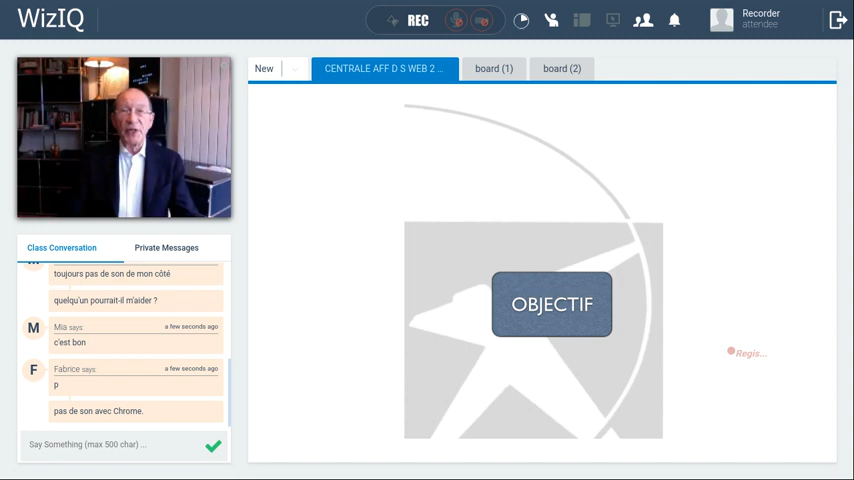 WizIQ
REC
Recorder
attendee
New
CENTRALE AFF D S WEB 2 ...
board (1)
board (2)
Class Conversation
Private Messages
toujours pas de son de mon côté
quelqu'un pourrait-il m'aider ?
M
Mia says:
a few seconds ago
c'est bon
F
Fabrice says:
a few seconds ago
p
pas de son avec Chrome.
Say Something (max 500 char) ...
OBJECTIF
Regis...